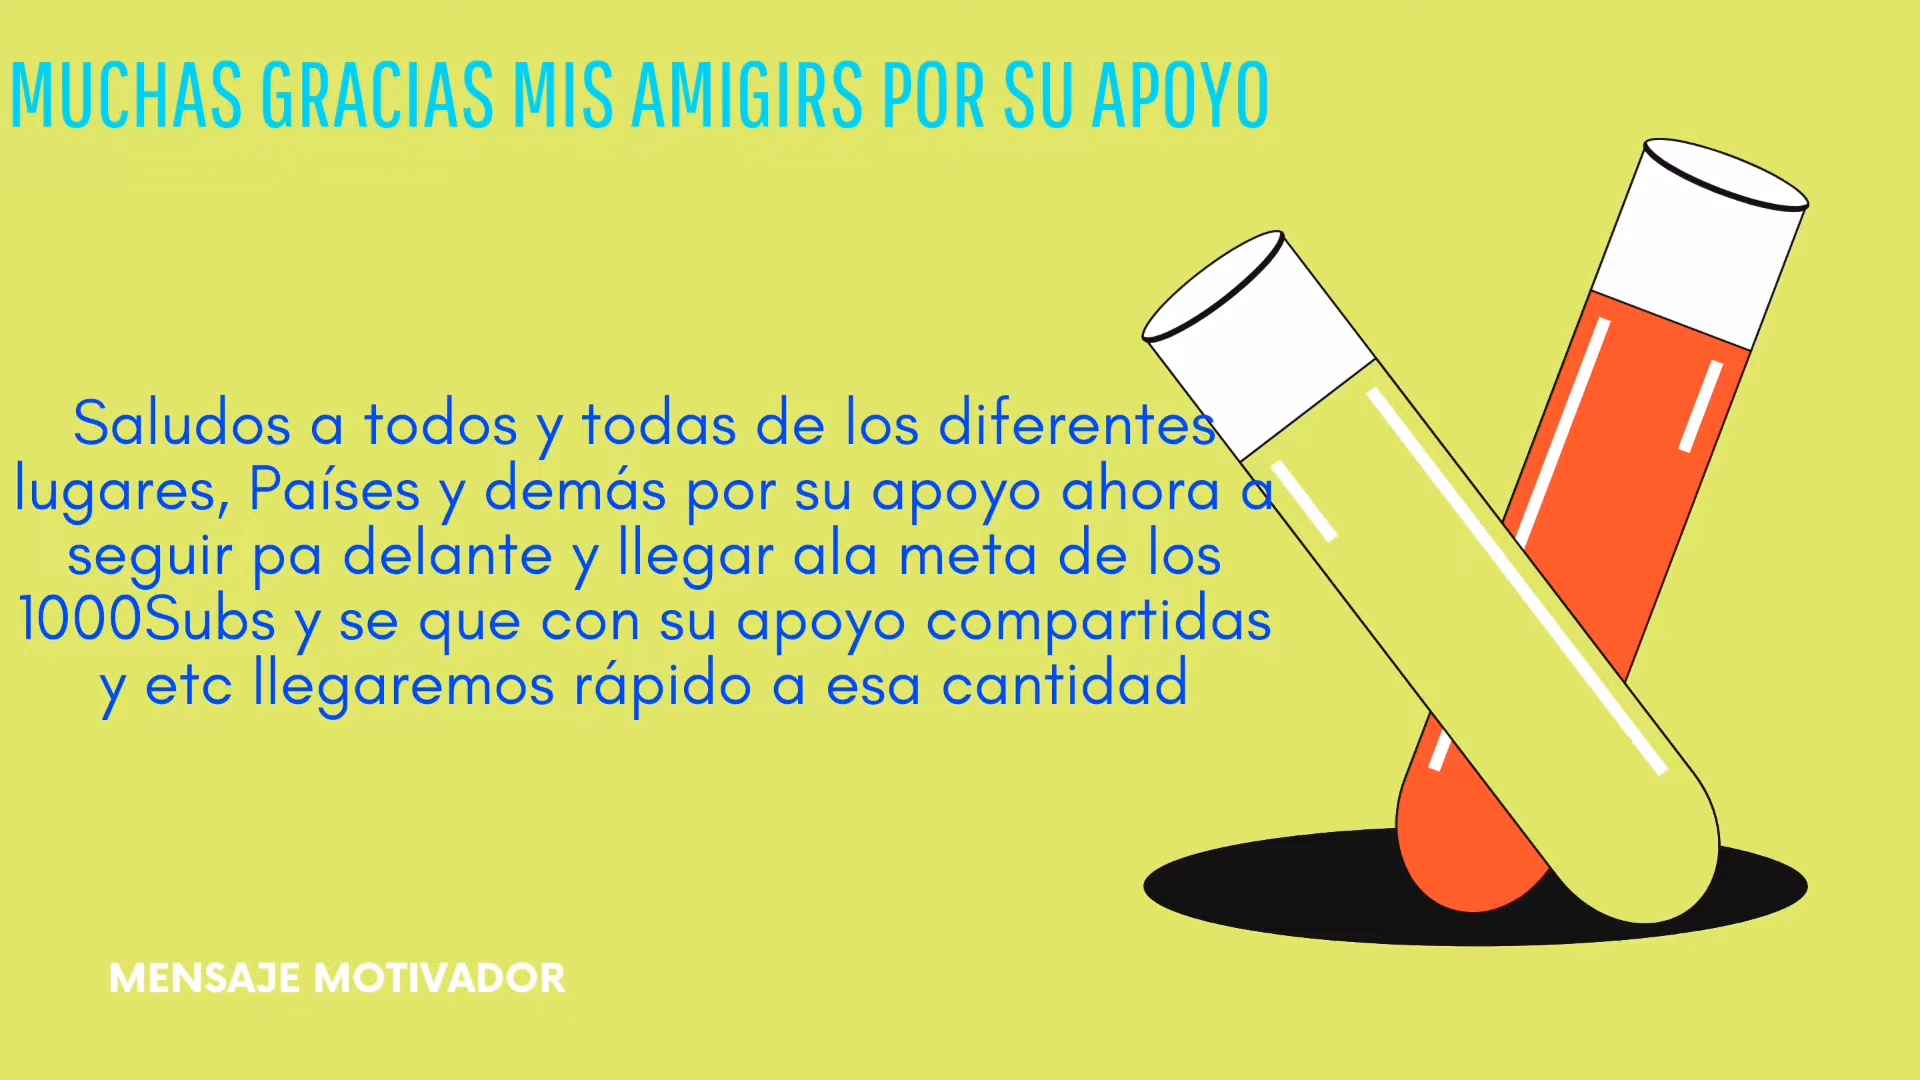 MUCHAS GRACIAS MIS AMIGIRS POR SU APOYO
Saludos a todos y todas de los diferentes
lugares, Países y demás por su apoyo ahora a
seguir pa delante y llegar ala meta de los
1000Subs y se que con su apoyo compartidas
y etc llegaremos rápido a esa cantidad
MENSAJE MOTIVADOR